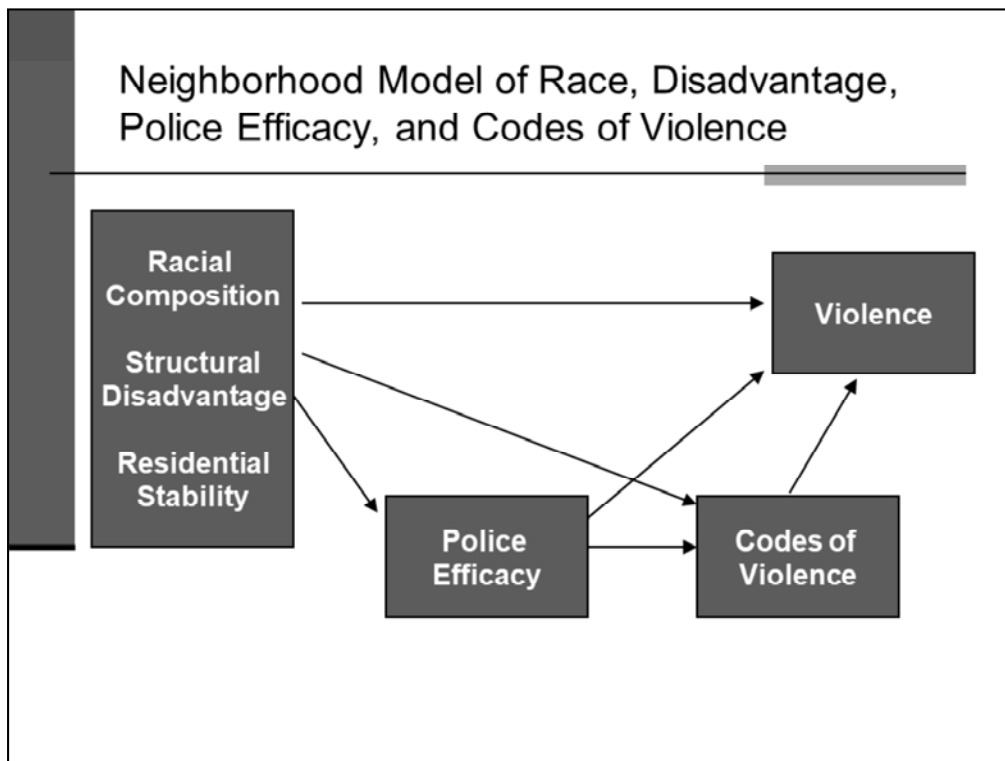 Neighborhood Model of Race, Disadvantage,
Police Efficacy, and Codes of Violence
Racial
Composition
Structural
Disadvantage
Residential
Stability
Violence
Police
Efficacy
Codes of
Violence